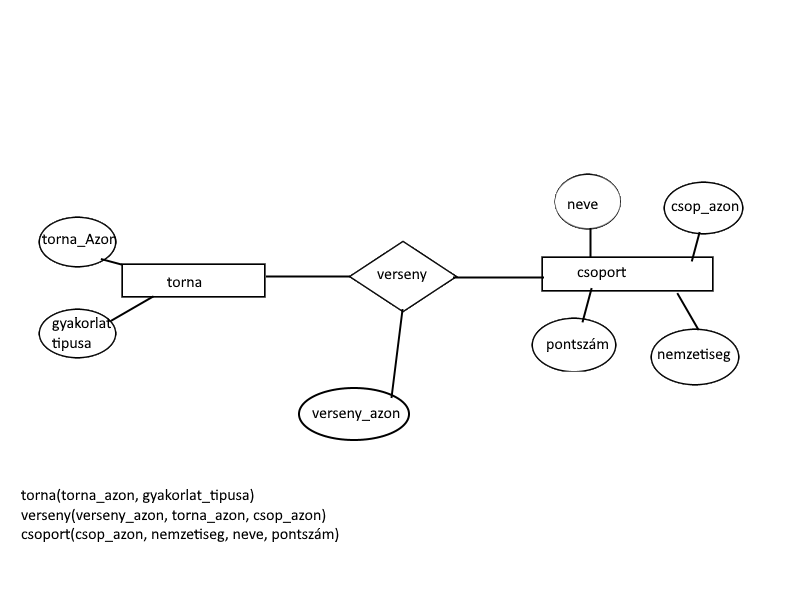 neve
csop_azon
torna_Azon
torna
verseny
csoport
gyakorlat
tipusa
pontszám
nemzetiseg
verseny_azon
torna(torna_azon, gyakorlat_tipusa)
verseny(verseny_azon, torna_azon, csop_azon)
csoport(csop_azon, nemzetiseg, neve, pontszám)